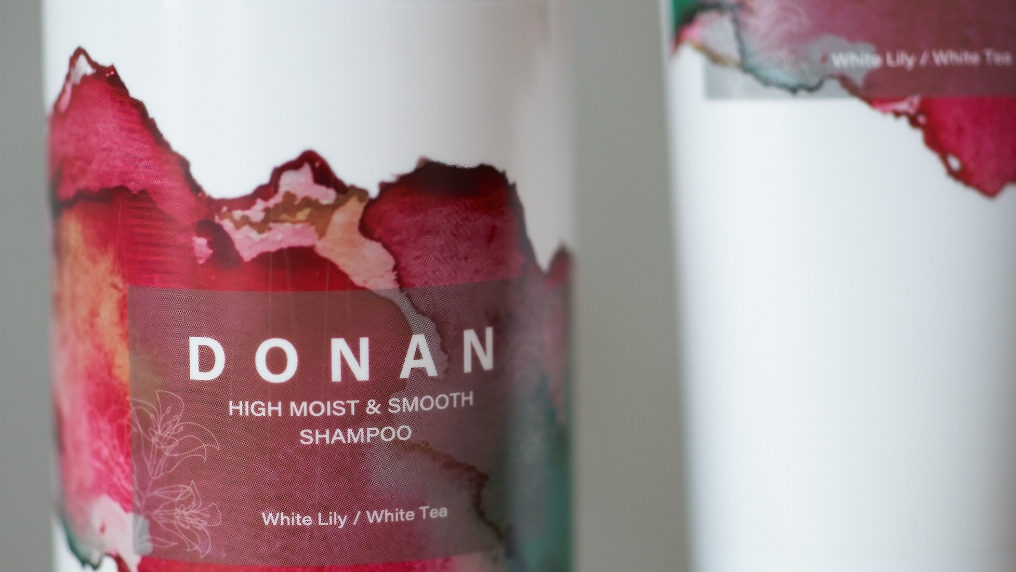 DONAN
HIGH MOIST & SMOOTH
SHAMPOO
White Lily / White Tea
White Lily / White Tea